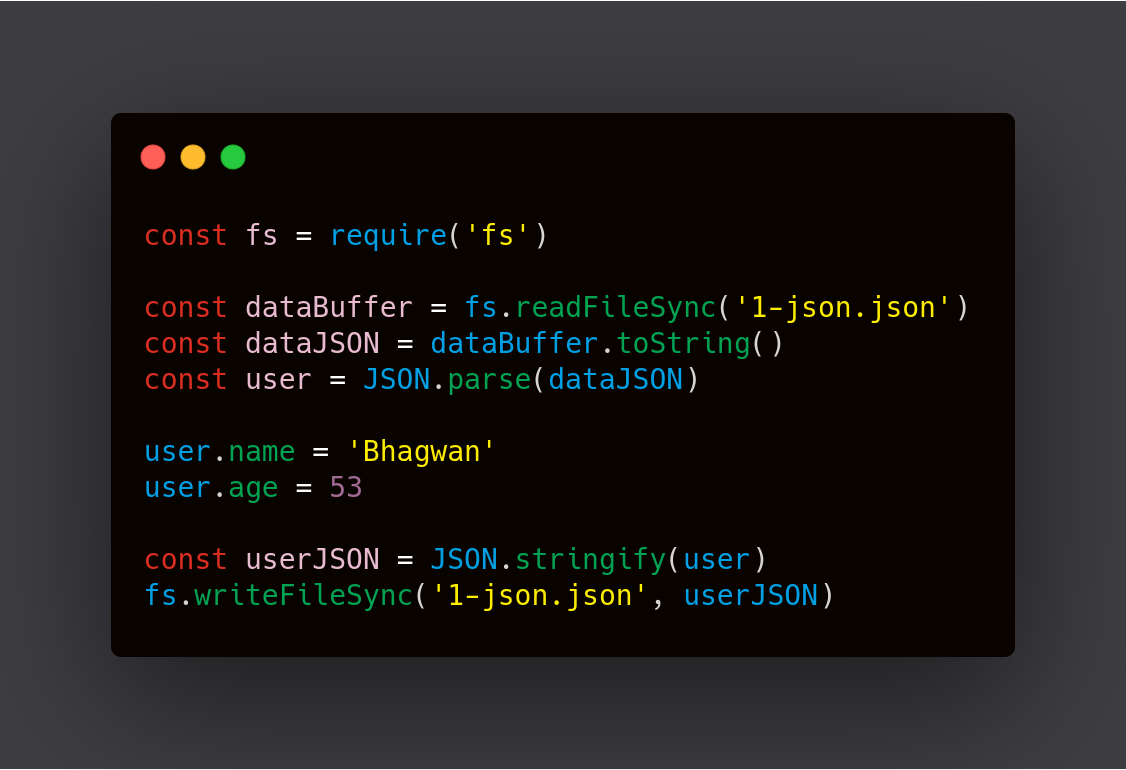 const fs = require('fs')
const dataBuffer = fs.readFileSync('1-json.json')
const dataJSON = dataBuffer.toString()
const user = JSON.parse(dataJSON)
user.name = 'Bhagwan'
user.age = 53
const userJSON = JSON.stringify(user)
fs.writeFileSync('1-json.json', userJSON)